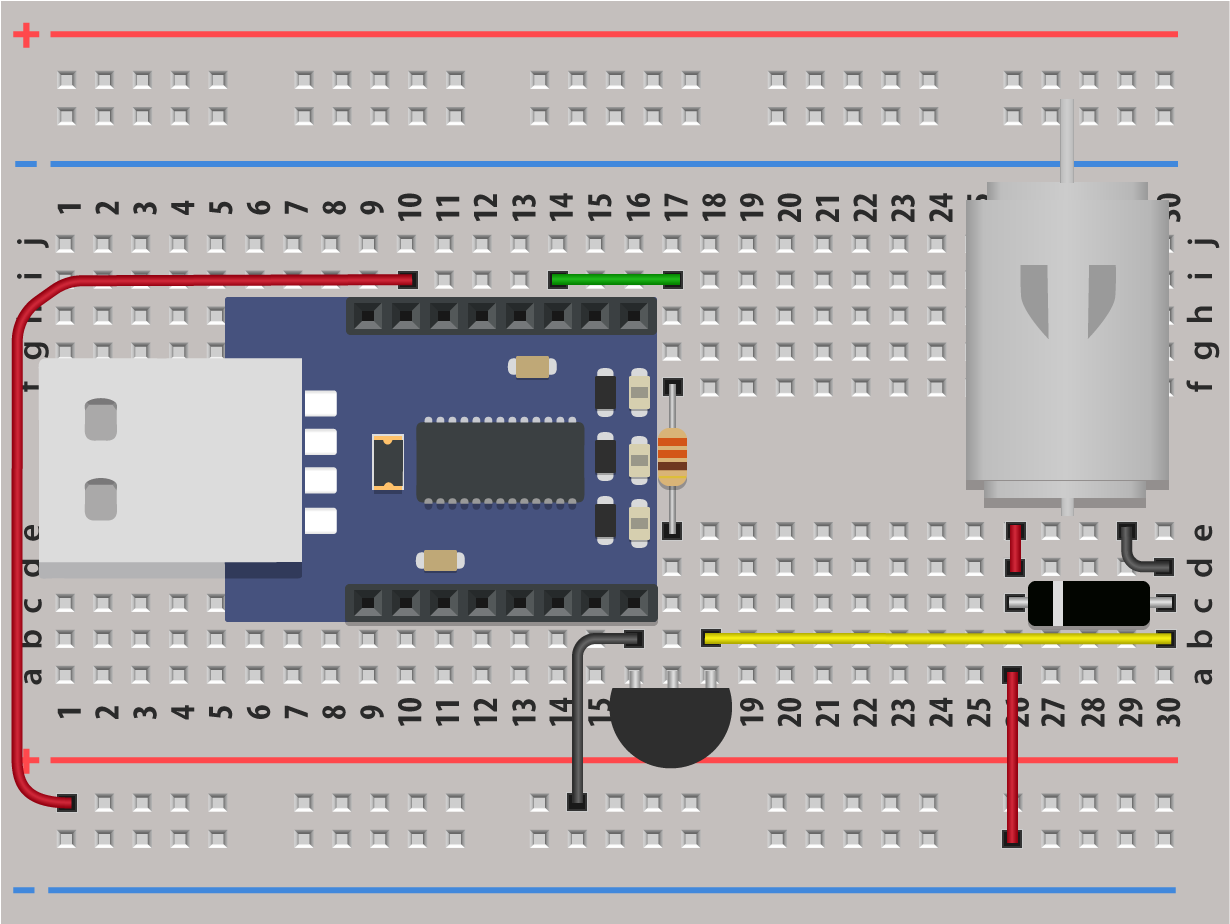 +
-
1 2 3 4 5 6 7 8 9 10 11 12 13 14 15 16 17 18 19 20 21 22 23 24 30
j j
i i
h h
g g
f f
e e
d d
c c
b b
a a
1 2 3 4 5 6 7 8 9 10 11 12 13 14 15 19 20 21 22 23 24 25 26 27 28 29 30
+
-